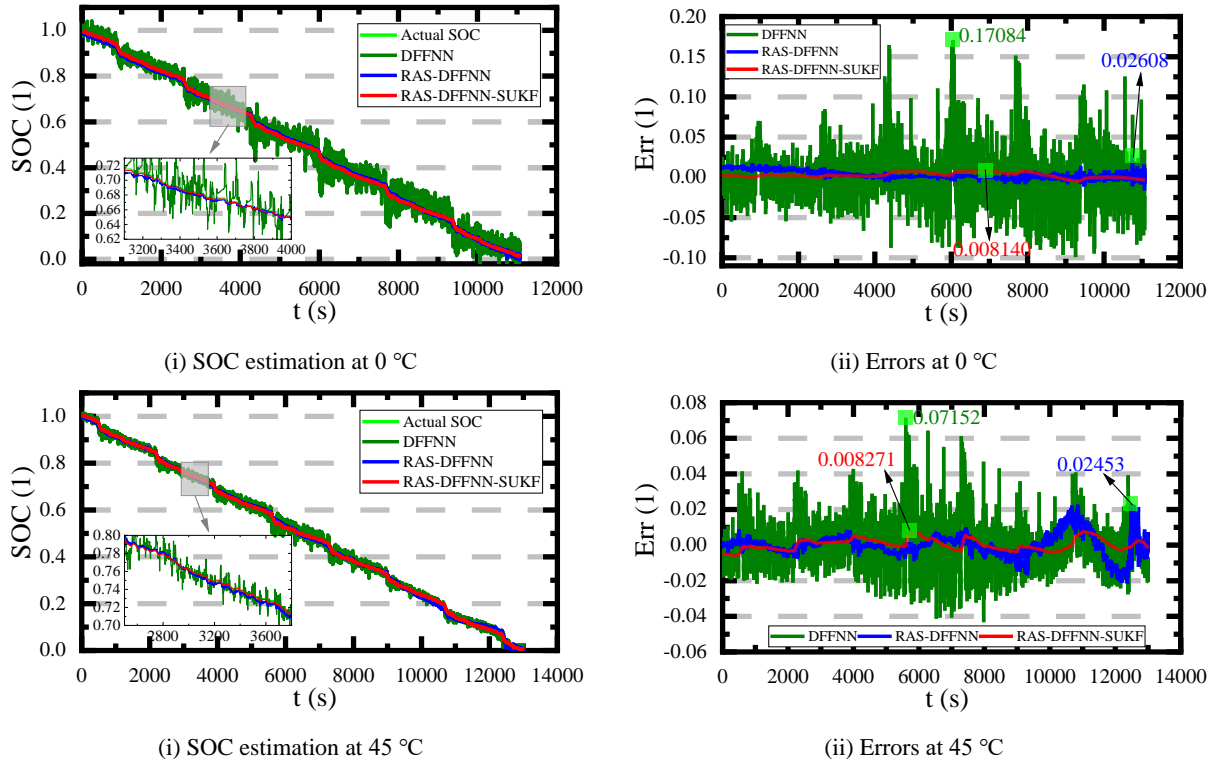 1.0
0.8
0.6
0.4
0.2
0.0
SOC (1)
Actual SOC
DFFNN
RAS-DFFNN
RAS-DFFNN-SUKF
0.72
0.70
0.68
0.66
0.64
0.62
3200 3400 3600 3800 4000
0 2000 4000 6000 8000 10000 12000
t (s)
(i) SOC estimation at 0 °C
0.20
0.15
0.10
0.05
0.00
-0.05
-0.10
Err (1)
DFFNN
RAS-DFFNN
RAS-DFFNN-SUKF
0.17084
0.02608
0.008140
0 2000 4000 6000 8000 10000 12000
t (s)
(ii) Errors at 0 °C
1.0
0.8
0.6
0.4
0.2
0.0
SOC (1)
Actual SOC
DFFNN
RAS-DFFNN
RAS-DFFNN-SUKF
0.80
0.78
0.76
0.74
0.72
0.70
2800 3200 3600
0 2000 4000 6000 8000 10000 12000 14000
t (s)
(i) SOC estimation at 45 °C
0.08
0.06
0.04
0.02
0.00
-0.02
-0.04
-0.06
Err (1)
0.07152
0.008271
0.02453
DFFNN RAS-DFFNN RAS-DFFNN-SUKF
0 2000 4000 6000 8000 10000 12000 14000
t (s)
(ii) Errors at 45 °C